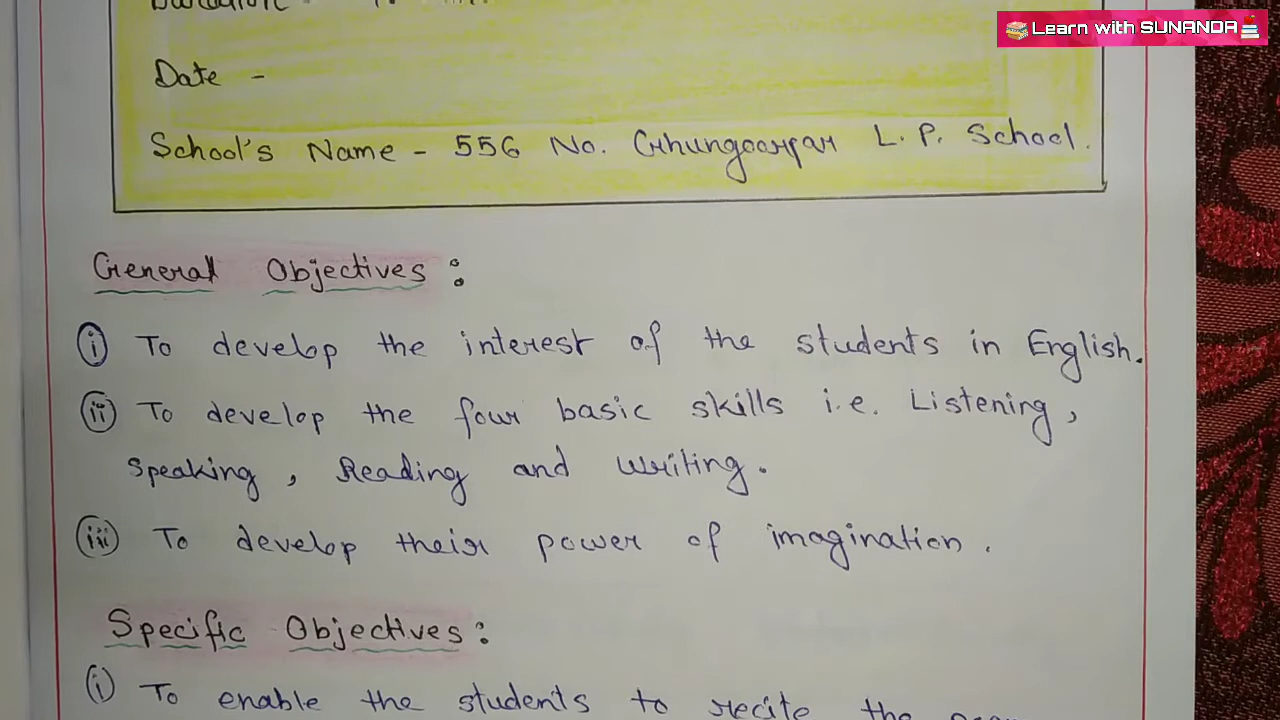 Learn with SUNANDA
Date -
School's Name - 556 No. Ghungoorpar L. P. School.
General Objectives :
(i) To develop the interest of the students in English.
(ii) To develop the four basic skills i.e. Listening,
Speaking, Reading and Writing.
(iii) To develop their power of imagination.
Specific Objectives :
(i) To enable the students to recite the